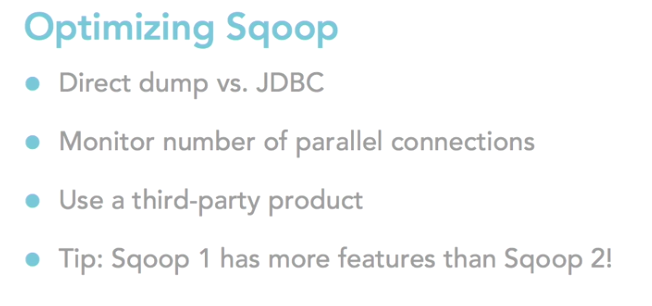 Optimizing Sqoop
● Direct dump vs. JDBC
● Monitor number of parallel connections
● Use a third-party product
● Tip: Sqoop 1 has more features than Sqoop 2!